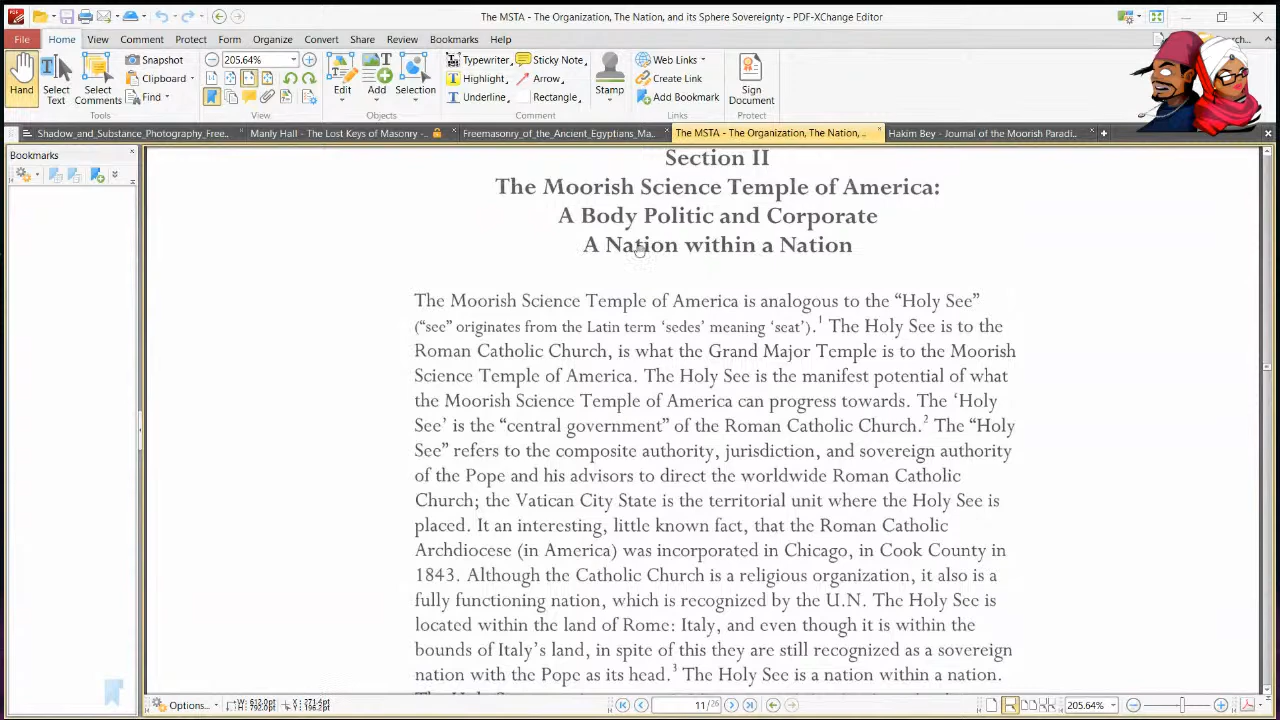 The MSTA - The Organization, The Nation, and its Sphere Sovereignty - PDF-XChange Editor
File Home View Comment Protect Form Organize Convert Share Review Bookmarks Help
Hand
Select Text
Select Comments
Snapshot
Clipboard
Find
Tools
205.64%
View
Edit
Add
Selection
Objects
Typewriter
Highlight
Underline
Sticky Note
Arrow
Rectangle
Stamp
Comment
Web Links
Create Link
Add Bookmark
Links
Sign Document
Protect
Shadow_and_Substance_Photography_Free... Manly Hall - The Lost Keys of Masonry - Freemasonry_of_the_Ancient_Egyptians_Ma... The MSTA - The Organization, The Nation, ... Hakim Bey - Journal of the Moorish Paradi...
Bookmarks
Section II
The Moorish Science Temple of America:
A Body Politic and Corporate
A Nation within a Nation
The Moorish Science Temple of America is analogous to the “Holy See”
(“see” originates from the Latin term ‘sedes’ meaning ‘seat’).1 The Holy See is to the
Roman Catholic Church, is what the Grand Major Temple is to the Moorish
Science Temple of America. The Holy See is the manifest potential of what
the Moorish Science Temple of America can progress towards. The ‘Holy
See’ is the “central government” of the Roman Catholic Church.2 The “Holy
See” refers to the composite authority, jurisdiction, and sovereign authority
of the Pope and his advisors to direct the worldwide Roman Catholic
Church; the Vatican City State is the territorial unit where the Holy See is
placed. It an interesting, little known fact, that the Roman Catholic
Archdiocese (in America) was incorporated in Chicago, in Cook County in
1843. Although the Catholic Church is a religious organization, it also is a
fully functioning nation, which is recognized by the U.N. The Holy See is
located within the land of Rome: Italy, and even though it is within the
bounds of Italy’s land, in spite of this they are still recognized as a sovereign
nation with the Pope as its head.3 The Holy See is a nation within a nation.
Options...
11/26
205.64%